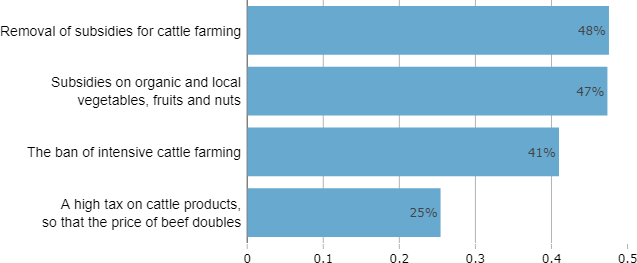 Removal of subsidies for cattle farming
48%
Subsidies on organic and local
vegetables, fruits and nuts
47%
The ban of intensive cattle farming
41%
A high tax on cattle products,
so that the price of beef doubles
25%
0 0.1 0.2 0.3 0.4 0.5